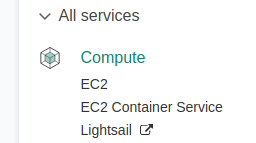 All services
Compute
EC2
EC2 Container Service
Lightsail